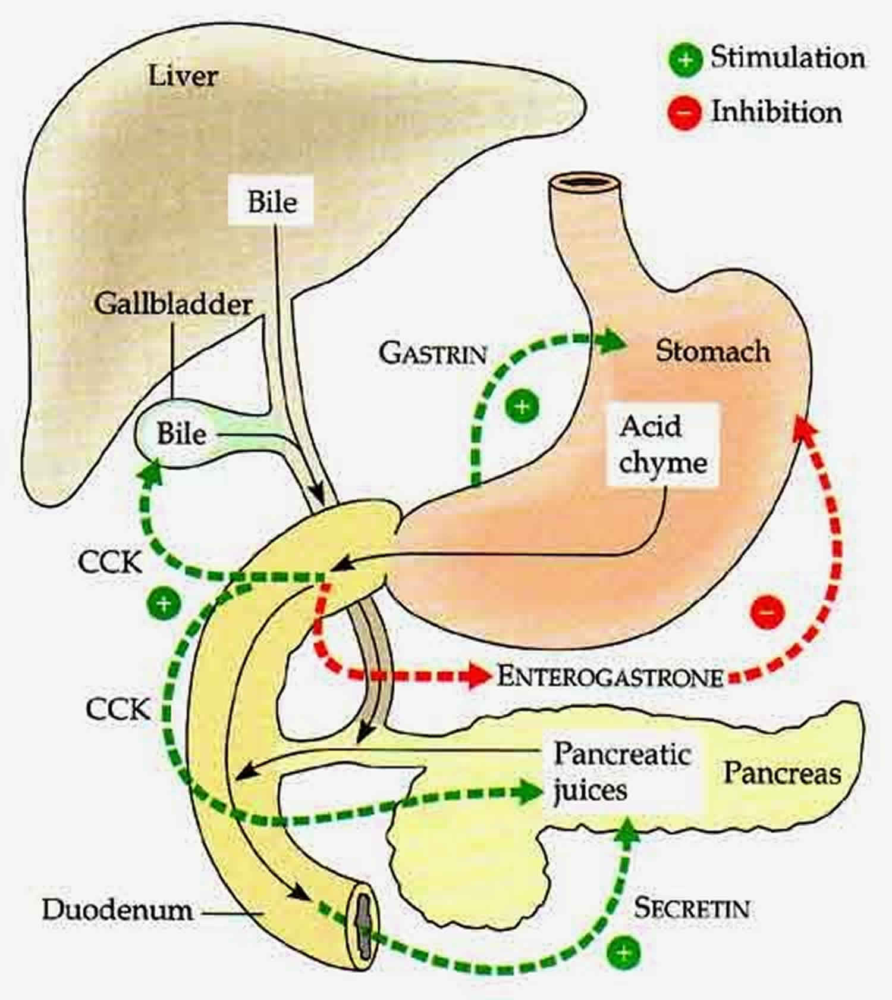 Liver
+ Stimulation
− Inhibition
Bile
Gallbladder
GASTRIN
Stomach
+
Acid
chyme
Bile
CCK
+
−
ENTEROGASTRONE
CCK
Pancreatic
juices
Pancreas
Duodenum
SECRETIN
+